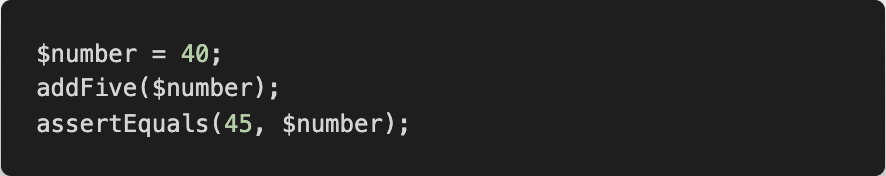 $number = 40;
addFive($number);
assertEquals(45, $number);